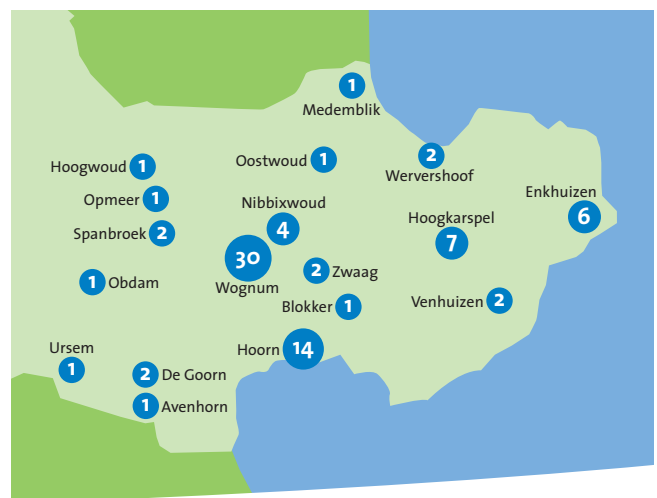 1
Medemblik
Hoogwoud 1
Oostwoud 1
2
Wervershoof
Opmeer 1
Nibbixwoud
4
Enkhuizen
6
Spanbroek 2
Hoogkarspel
7
30
Wognum
2 Zwaag
1 Obdam
Blokker 1
Venhuizen 2
Hoorn 14
Ursem
1
2 De Goorn
1 Avenhorn